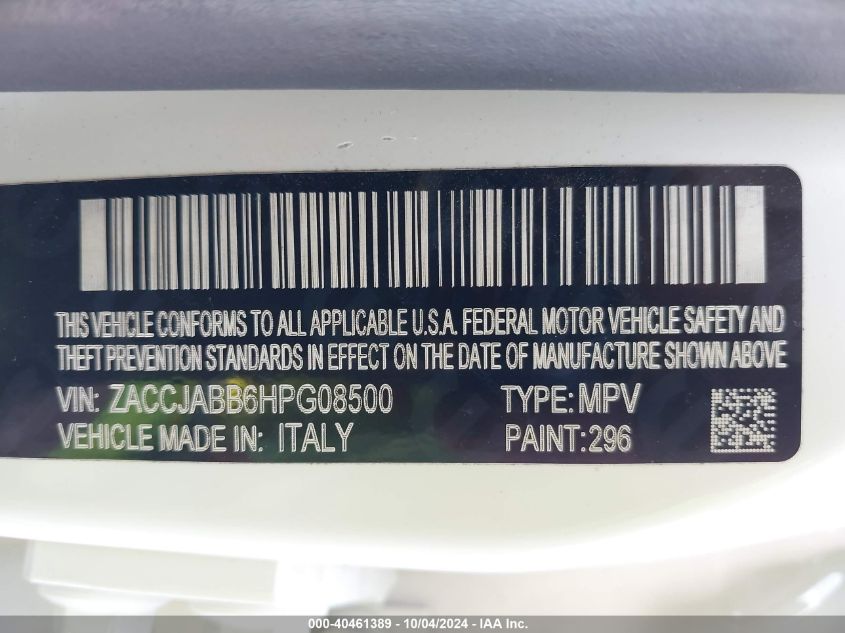 THIS VEHICLE CONFORMS TO ALL APPLICABLE U.S.A. FEDERAL MOTOR VEHICLE SAFETY AND
THEFT PREVENTION STANDARDS IN EFFECT ON THE DATE OF MANUFACTURE SHOWN ABOVE
VIN: ZACCJABB6HPG08500 TYPE: MPV
VEHICLE MADE IN: ITALY PAINT: 296
000-40461389 - 10/04/2024 - IAA Inc.